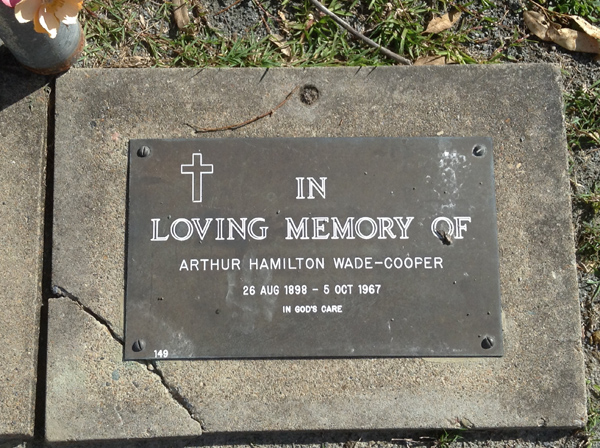 IN
LOVING MEMORY OF
ARTHUR HAMILTON WADE-COOPER
26 AUG 1898 - 5 OCT 1967
IN GOD'S CARE
149